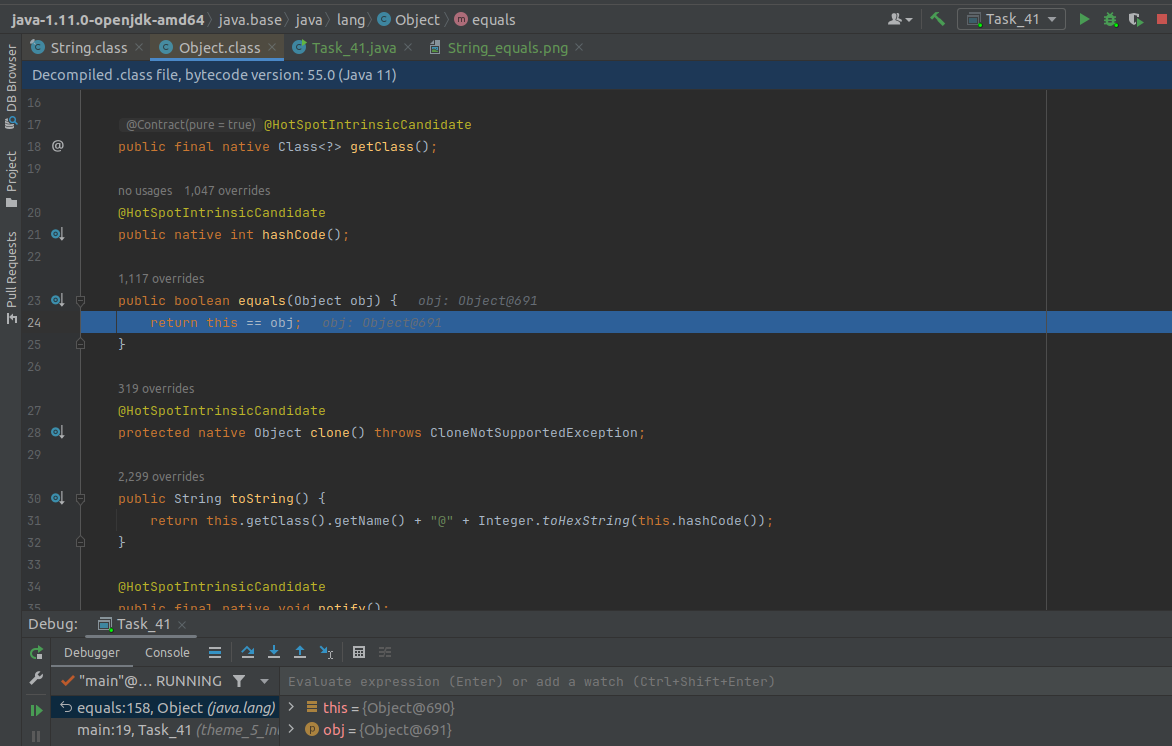 java-1.11.0-openjdk-amd64 java.base java lang Object equals Task_41
String.class Object.class Task_41.java String_equals.png
Decompiled .class file, bytecode version: 55.0 (Java 11)
DB Browser
Project
Pull Requests
16
17 @Contract(pure = true) @HotSpotIntrinsicCandidate
18 @ public final native Class<?> getClass();
19
no usages 1,047 overrides
20 @HotSpotIntrinsicCandidate
21 public native int hashCode();
22
1,117 overrides
23 public boolean equals(Object obj) { obj: Object@691
24 return this == obj; obj: Object@691
25 }
26
319 overrides
27 @HotSpotIntrinsicCandidate
28 protected native Object clone() throws CloneNotSupportedException;
29
2,299 overrides
30 public String toString() {
31 return this.getClass().getName() + "@" + Integer.toHexString(this.hashCode());
32 }
33
34 @HotSpotIntrinsicCandidate
35 public final native void notify();
Debug: Task_41
Debugger Console
"main"@... RUNNING Evaluate expression (Enter) or add a watch (Ctrl+Shift+Enter)
equals:158, Object (java.lang) this = {Object@690}
main:19, Task_41 (theme_5_in obj = {Object@691}